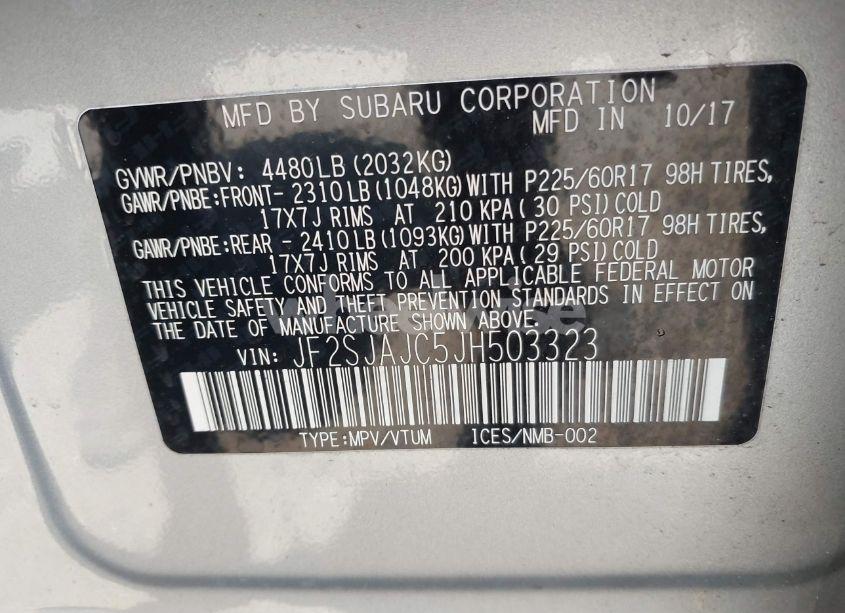 MFD BY SUBARU CORPORATION
MFD IN 10/17
GVWR/PNBV: 4480LB (2032KG)
GAWR/PNBE:FRONT- 2310LB (1048KG) WITH P225/60R17 98H TIRES,
17X7J RIMS AT 210 KPA( 30 PSI) COLD
GAWR/PNBE:REAR - 2410LB (1093KG) WITH P225/60R17 98H TIRES,
17X7J RIMS AT 200 KPA( 29 PSI) COLD
THIS VEHICLE CONFORMS TO ALL APPLICABLE FEDERAL MOTOR
VEHICLE SAFETY AND THEFT PREVENTION STANDARDS IN EFFECT ON
THE DATE OF MANUFACTURE SHOWN ABOVE.
VIN: JF2SJAJC5JH503323
TYPE:MPV/VTUM ICES/NMB-002